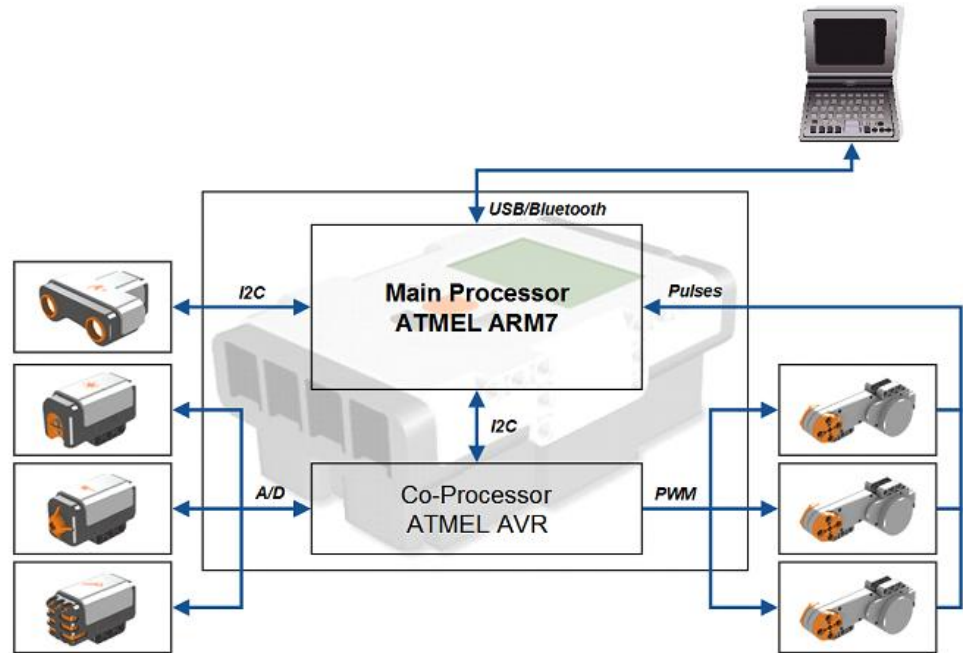 USB/Bluetooth
I2C
Main Processor
ATMEL ARM7
Pulses
I2C
A/D
Co-Processor
ATMEL AVR
PWM